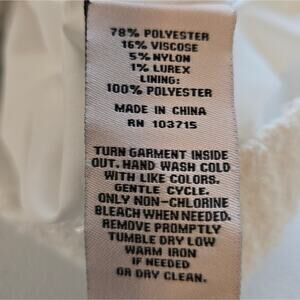 78% POLYESTER
16% VISCOSE
5% NYLON
1% LUREX
LINING:
100% POLYESTER
MADE IN CHINA
RN 103715
TURN GARMENT INSIDE
OUT. HAND WASH COLD
WITH LIKE COLORS.
GENTLE CYCLE.
ONLY NON-CHLORINE
BLEACH WHEN NEEDED.
REMOVE PROMPTLY
TUMBLE DRY LOW
WARM IRON
IF NEEDED
OR DRY CLEAN.